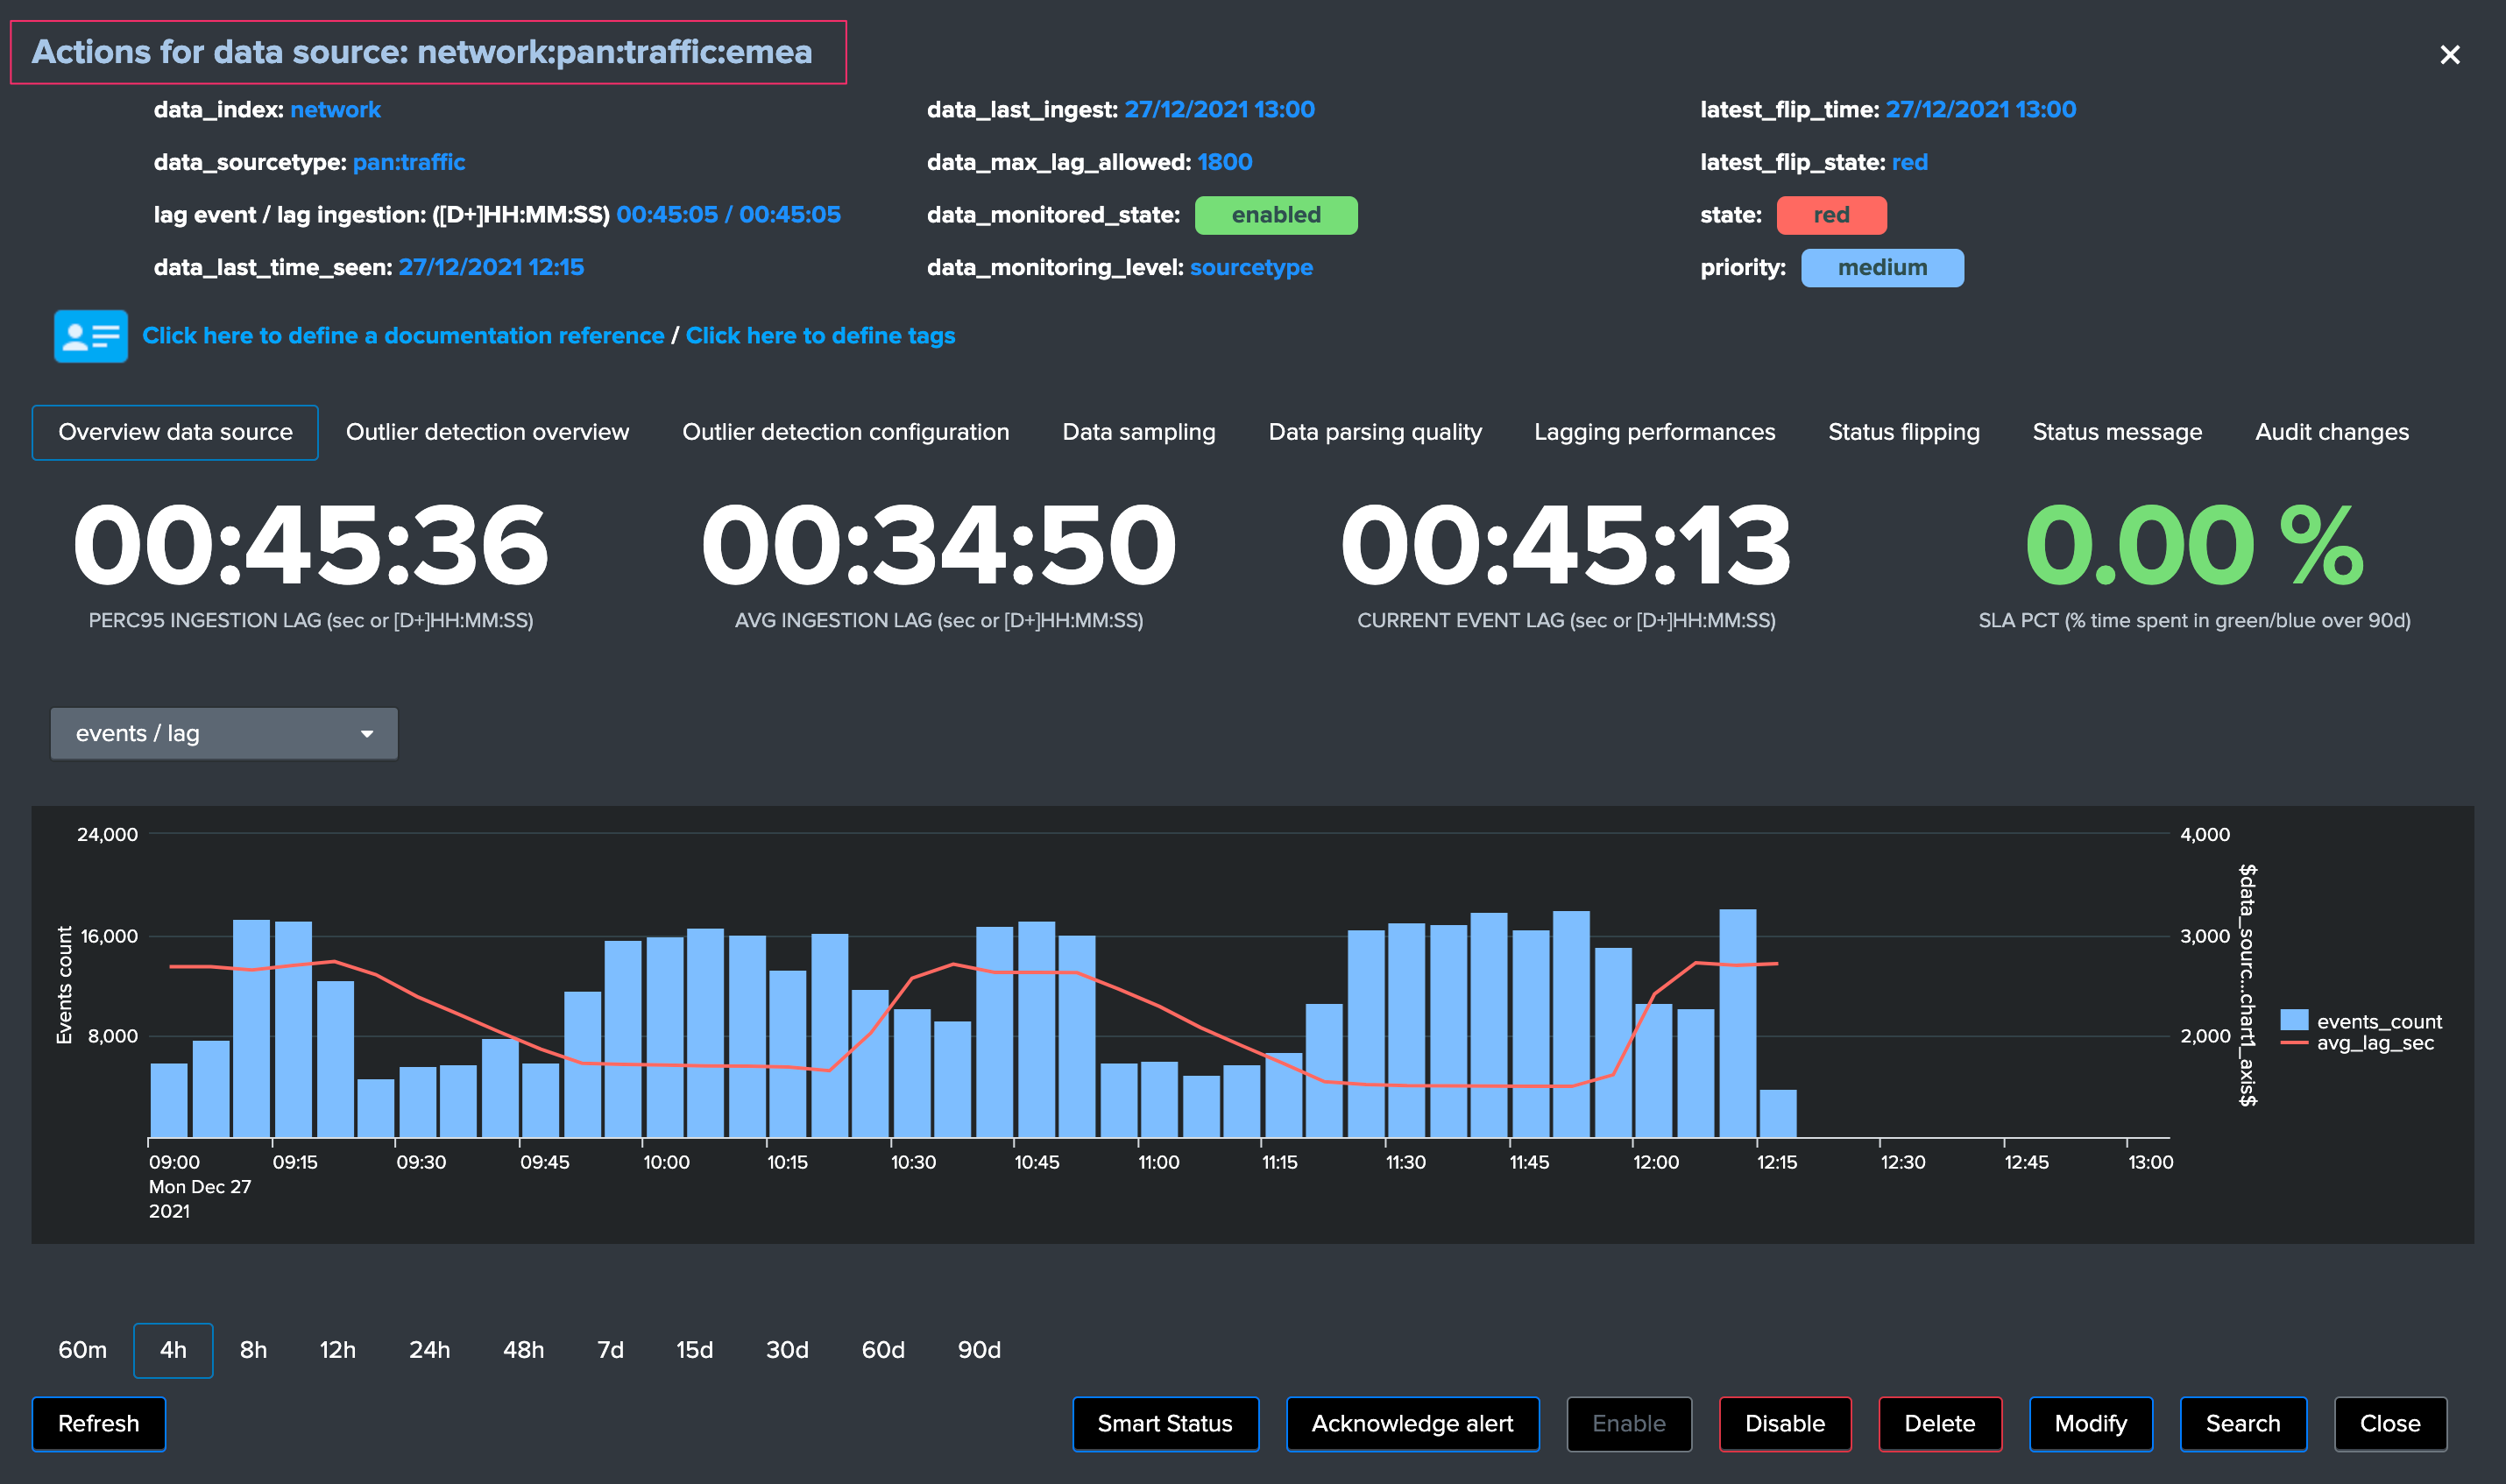 Actions for data source: network:pan:traffic:emea
data_index: network
data_last_ingest: 27/12/2021 13:00
latest_flip_time: 27/12/2021 13:00
data_sourcetype: pan:traffic
data_max_lag_allowed: 1800
latest_flip_state: red
lag event / lag ingestion: ([D+]HH:MM:SS) 00:45:05 / 00:45:05
data_monitored_state: enabled
state: red
data_last_time_seen: 27/12/2021 12:15
data_monitoring_level: sourcetype
priority: medium
Click here to define a documentation reference / Click here to define tags
Overview data source
Outlier detection overview
Outlier detection configuration
Data sampling
Data parsing quality
Lagging performances
Status flipping
Status message
Audit changes
00:45:36
00:34:50
00:45:13
0.00 %
PERC95 INGESTION LAG (sec or [D+]HH:MM:SS)
AVG INGESTION LAG (sec or [D+]HH:MM:SS)
CURRENT EVENT LAG (sec or [D+]HH:MM:SS)
SLA PCT (% time spent in green/blue over 90d)
events / lag
24,000
16,000
8,000
Events count
4,000
3,000
2,000
$data_sourc...chart1_axis$
events_count
avg_lag_sec
09:00
09:15
09:30
09:45
10:00
10:15
10:30
10:45
11:00
11:15
11:30
11:45
12:00
12:15
12:30
12:45
13:00
Mon Dec 27
2021
60m
4h
8h
12h
24h
48h
7d
15d
30d
60d
90d
Refresh
Smart Status
Acknowledge alert
Enable
Disable
Delete
Modify
Search
Close